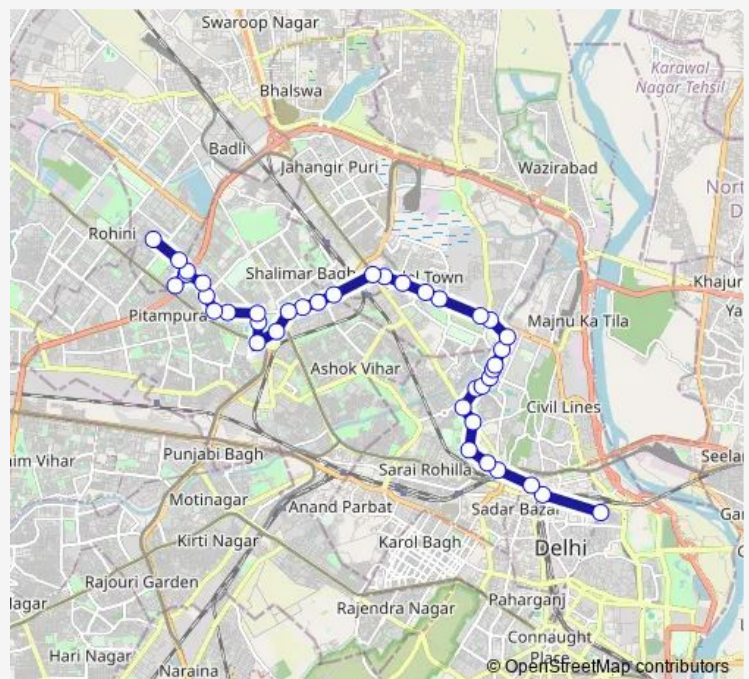 Swaroop Nagar
Karawal
Nagar Tehsil
Bhalswa
Badli
Jahangir Puri
Wazirabad
Rohini
Shalimar Bagh
Town
Khajur
Pitampura
Majnu Ka Tila
Ashok Vihar
Civil Lines
Punjabi Bagh
Sarai Rohilla
Motinagar
Anand Parbat
Sadar Bazar
Kirti Nagar
Karol Bagh
Delhi
Rajouri Garden
Rajendra Nagar
Paharganj
Connaught
Place
Hari Nagar
Naraina
© OpenStreetMap contributors